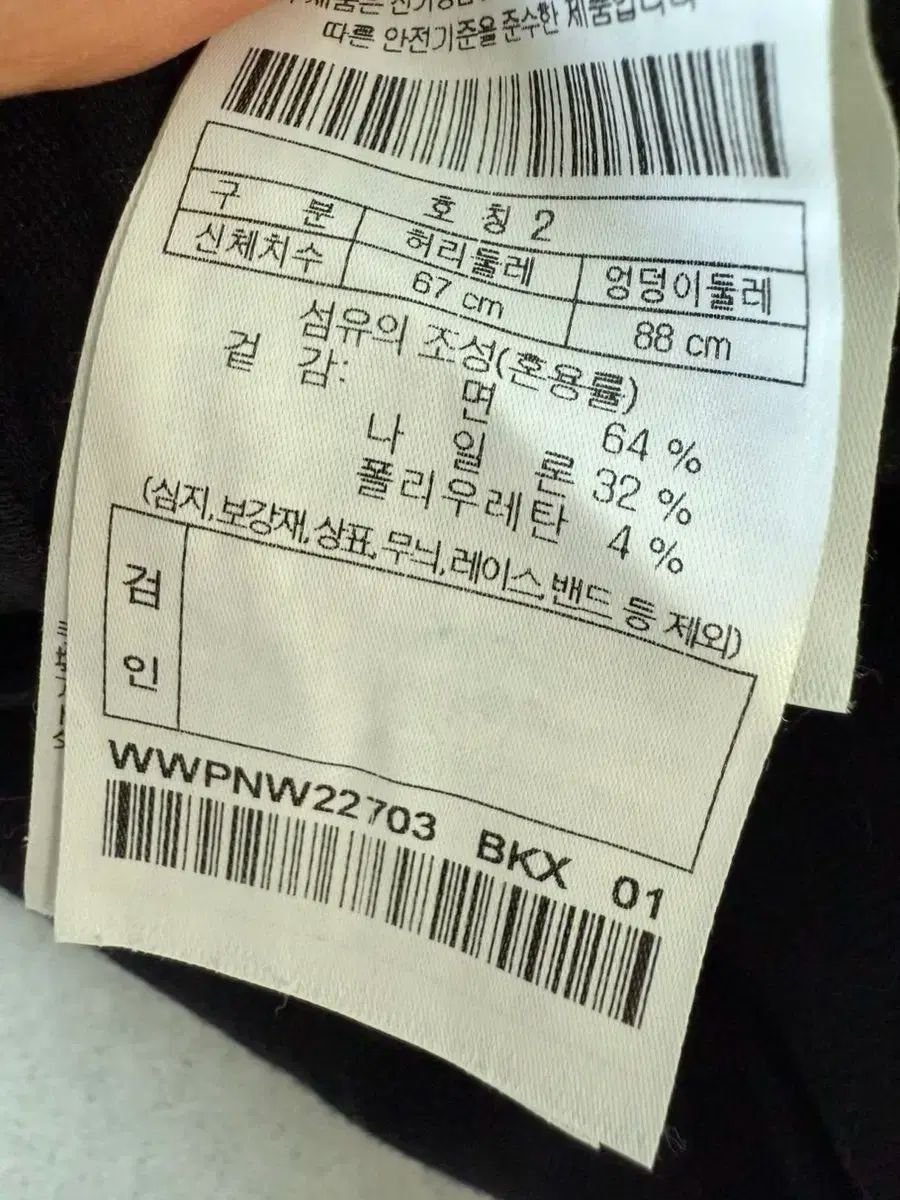 따른 안전기준을 준수한 제품입니다
호 칭 2
구 분 허리둘레 엉덩이둘레
신체치수 67 cm 88 cm
섬유의 조성(혼용률)
겉 감: 면 64 %
나 일 론 32 %
폴리우레탄 4 %
(심지,보강재,상표,무늬,레이스,밴드 등 제외)
검
인
WWPNW22703 BKX 01